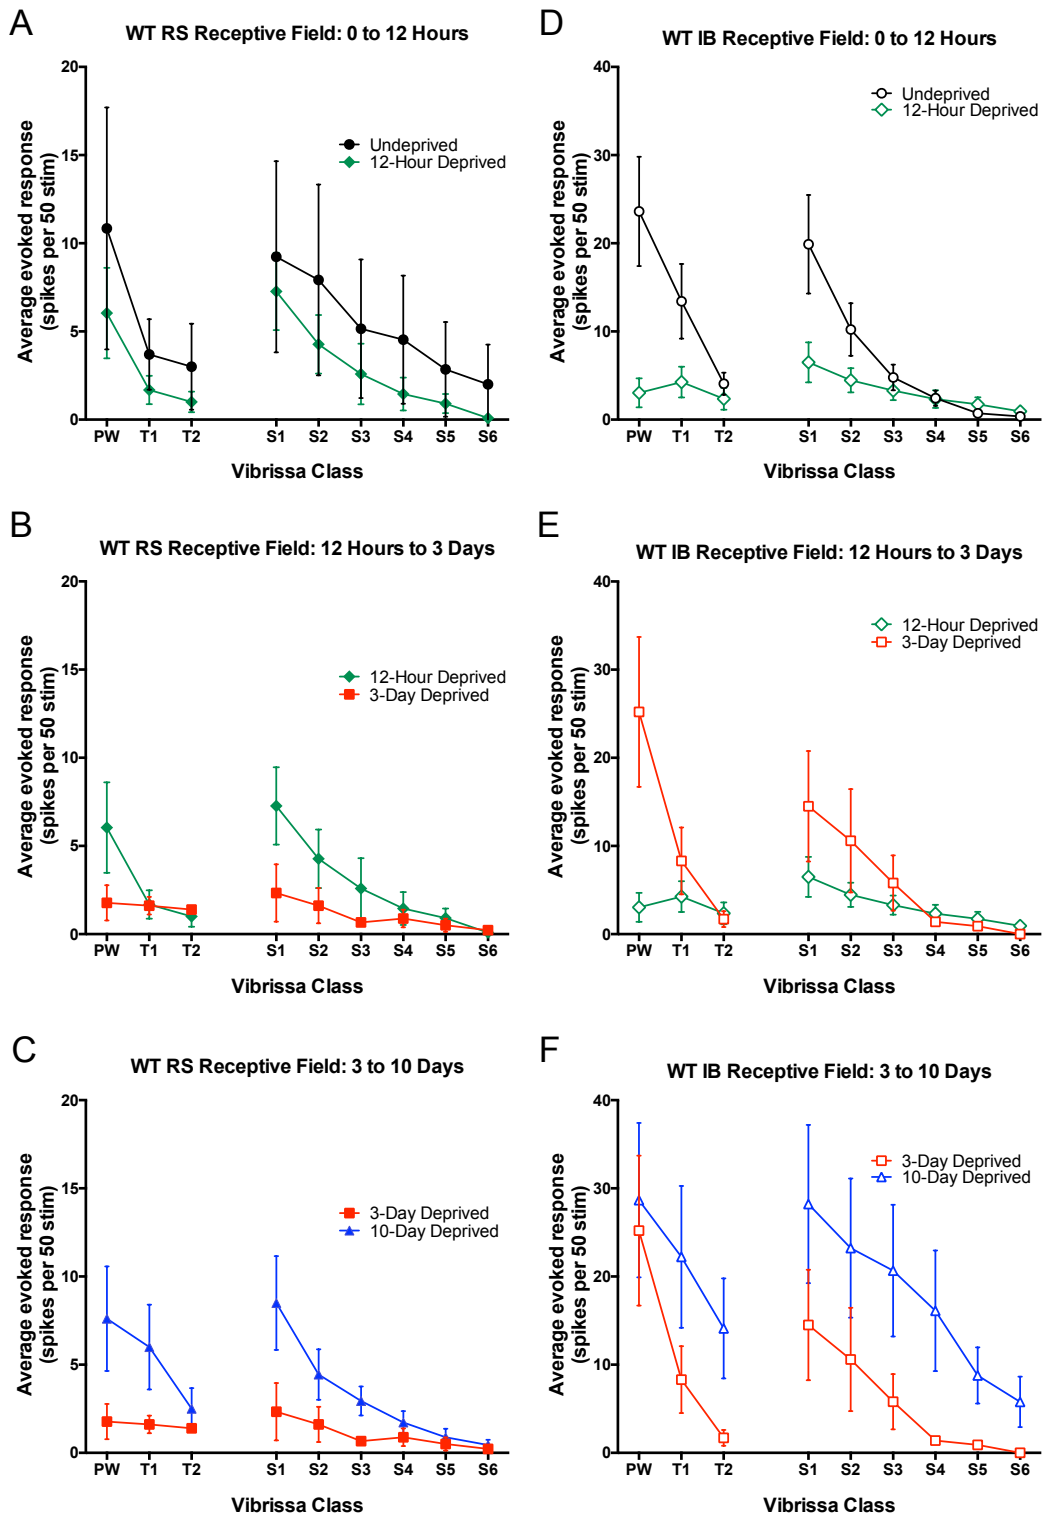 A
WT RS Receptive Field: 0 to 12 Hours
Average evoked response
(spikes per 50 stim)
20
15
10
5
0
Undeprived
12-Hour Deprived
PW T1 T2 S1 S2 S3 S4 S5 S6
Vibrissa Class
D
WT IB Receptive Field: 0 to 12 Hours
Average evoked response
(spikes per 50 stim)
40
30
20
10
0
Undeprived
12-Hour Deprived
PW T1 T2 S1 S2 S3 S4 S5 S6
Vibrissa Class
B
WT RS Receptive Field: 12 Hours to 3 Days
Average evoked response
(spikes per 50 stim)
20
15
10
5
0
12-Hour Deprived
3-Day Deprived
PW T1 T2 S1 S2 S3 S4 S5 S6
Vibrissa Class
E
WT IB Receptive Field: 12 Hours to 3 Days
Average evoked response
(spikes per 50 stim)
40
30
20
10
0
12-Hour Deprived
3-Day Deprived
PW T1 T2 S1 S2 S3 S4 S5 S6
Vibrissa Class
C
WT RS Receptive Field: 3 to 10 Days
Average evoked response
(spikes per 50 stim)
20
15
10
5
0
3-Day Deprived
10-Day Deprived
PW T1 T2 S1 S2 S3 S4 S5 S6
Vibrissa Class
F
WT IB Receptive Field: 3 to 10 Days
Average evoked response
(spikes per 50 stim)
40
30
20
10
0
3-Day Deprived
10-Day Deprived
PW T1 T2 S1 S2 S3 S4 S5 S6
Vibrissa Class